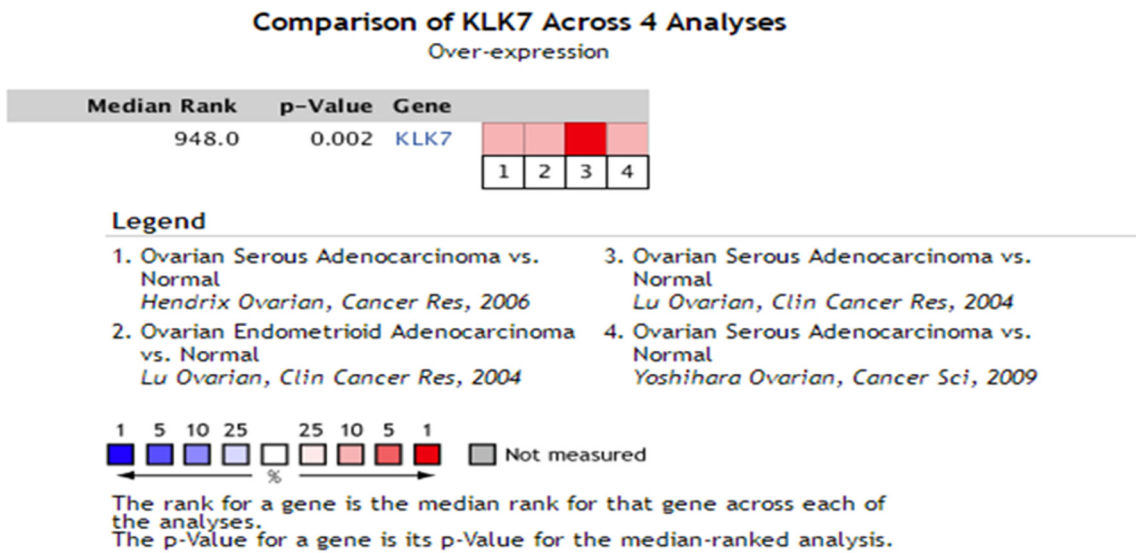 Comparison of KLK7 Across 4 Analyses
Over-expression
Median Rank p-Value Gene
948.0 0.002 KLK7
1 2 3 4
Legend
1. Ovarian Serous Adenocarcinoma vs.
Normal
Hendrix Ovarian, Cancer Res, 2006
2. Ovarian Endometrioid Adenocarcinoma
vs. Normal
Lu Ovarian, Clin Cancer Res, 2004
3. Ovarian Serous Adenocarcinoma vs.
Normal
Lu Ovarian, Clin Cancer Res, 2004
4. Ovarian Serous Adenocarcinoma vs.
Normal
Yoshihara Ovarian, Cancer Sci, 2009
1 5 10 25 25 10 5 1
Not measured
%
The rank for a gene is the median rank for that gene across each of
the analyses.
The p-Value for a gene is its p-Value for the median-ranked analysis.